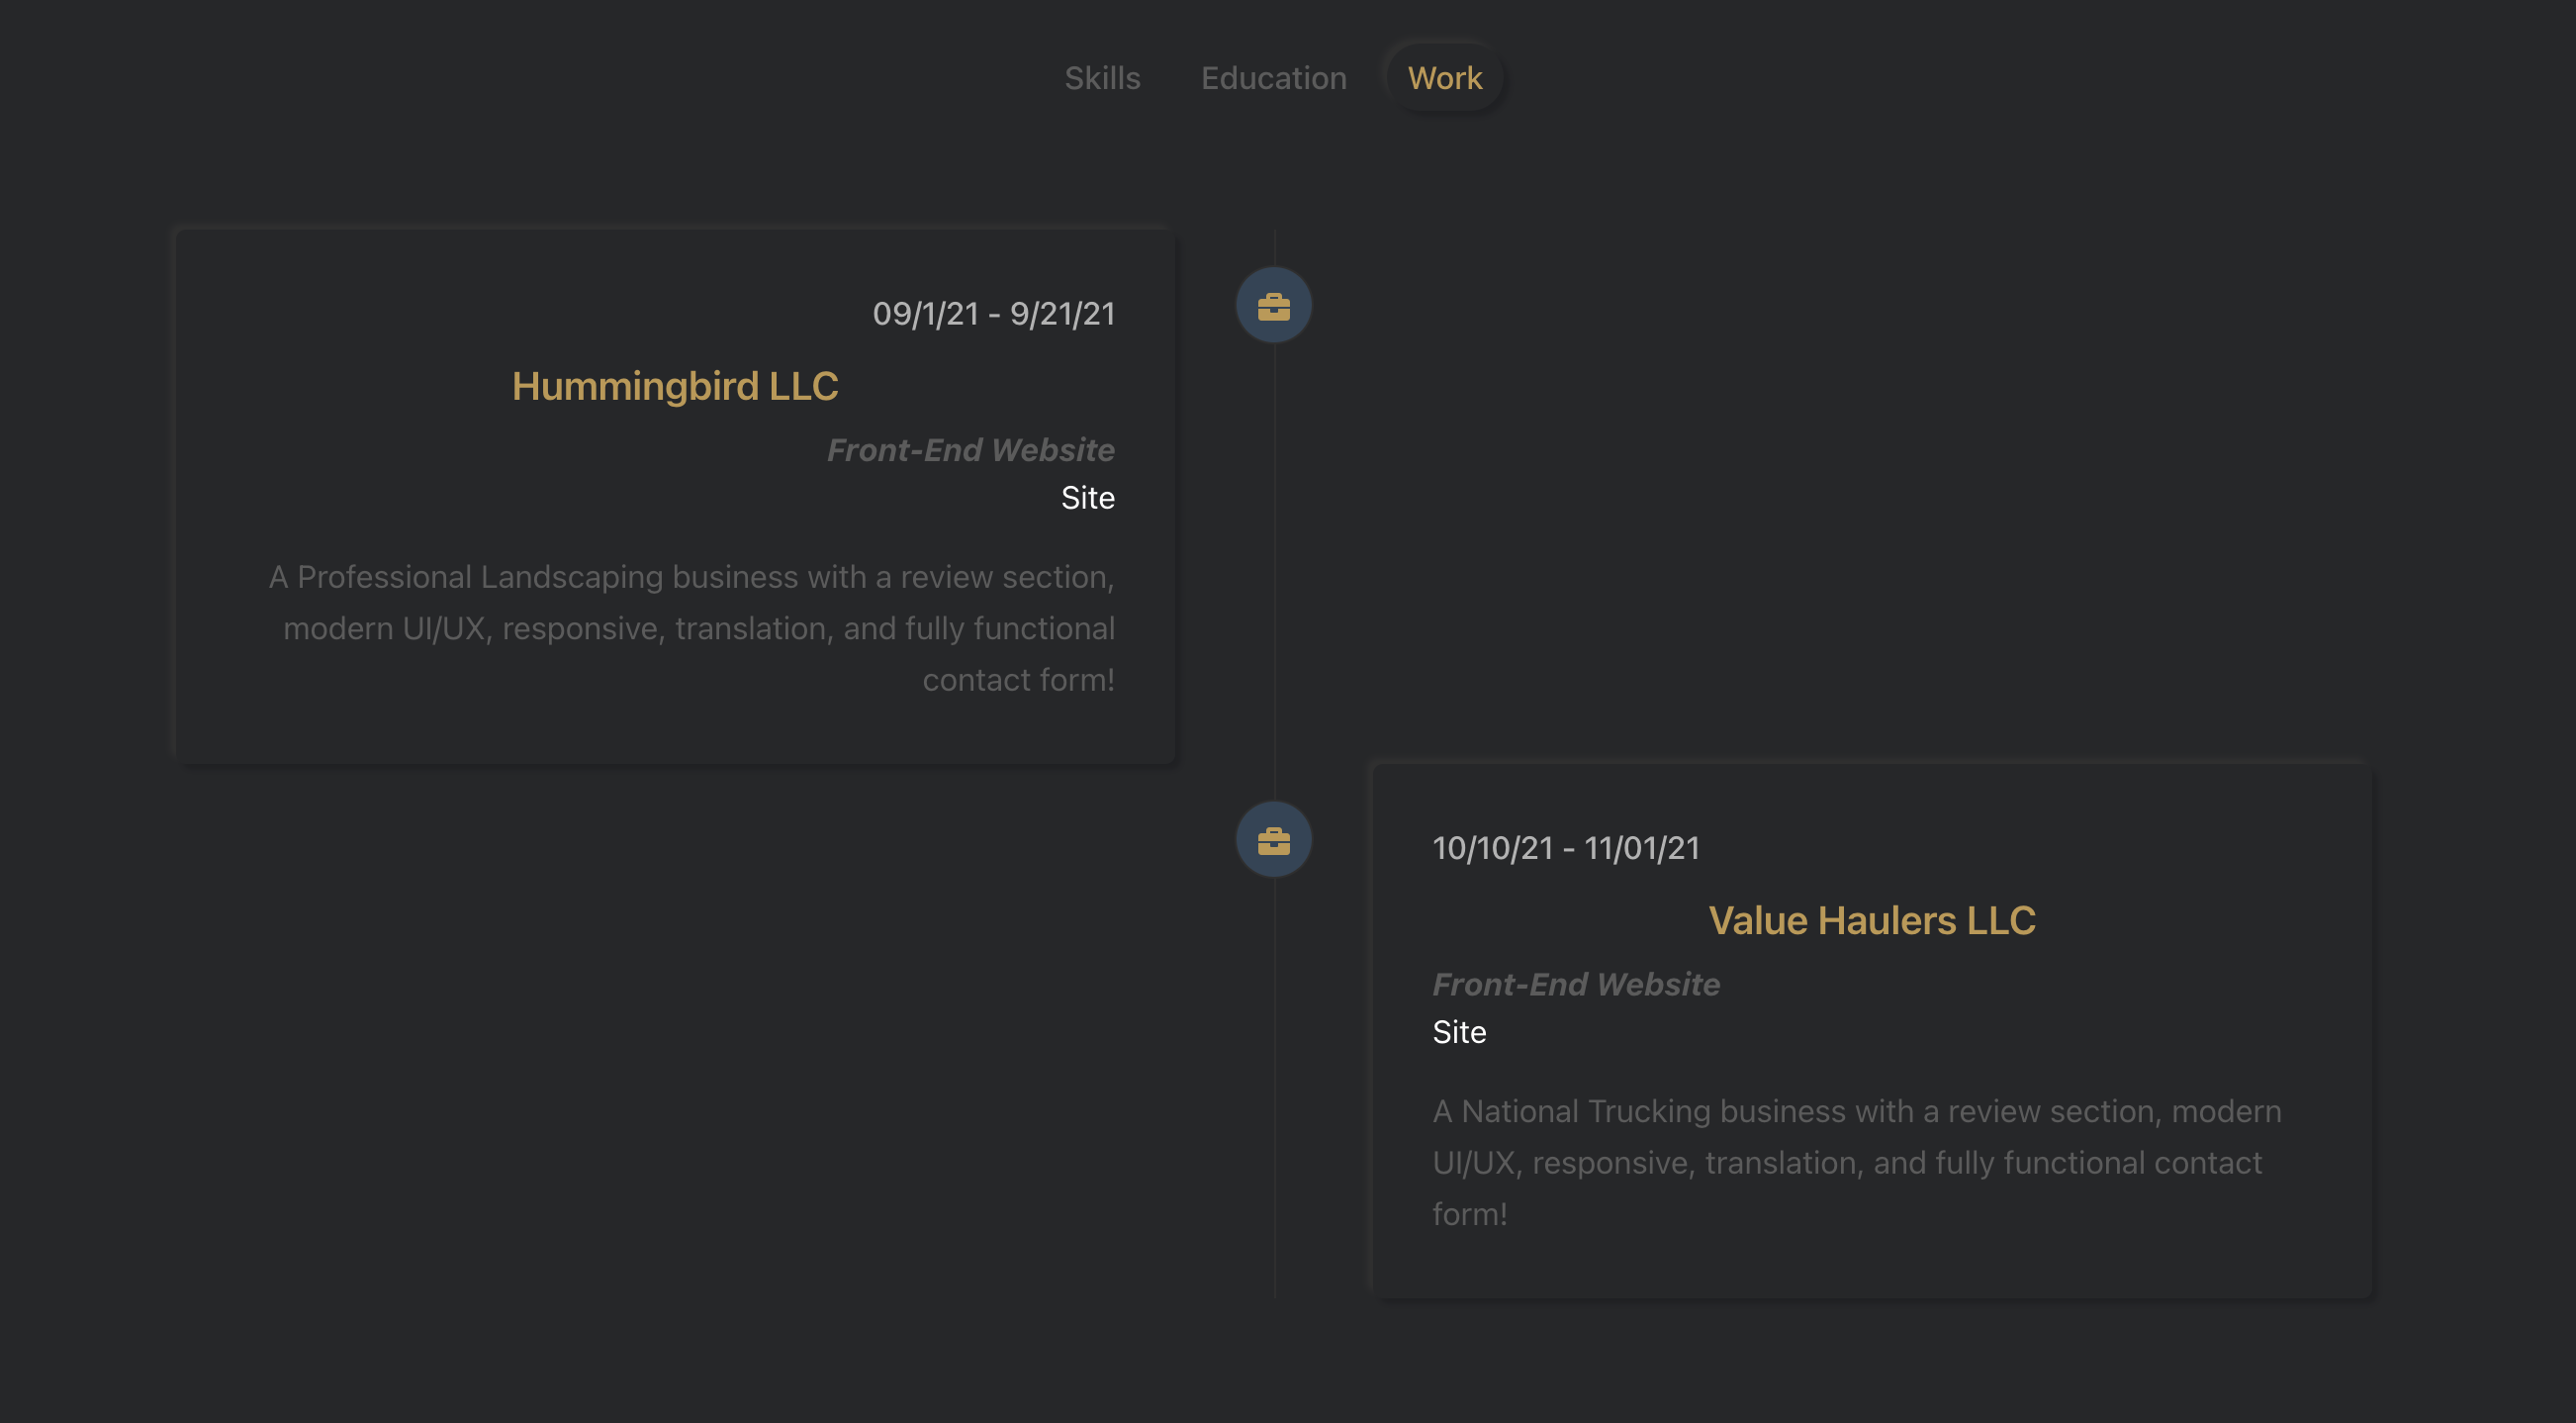 Skills Education Work
09/1/21 - 9/21/21
Hummingbird LLC
Front-End Website
Site
A Professional Landscaping business with a review section,
modern UI/UX, responsive, translation, and fully functional
contact form!
10/10/21 - 11/01/21
Value Haulers LLC
Front-End Website
Site
A National Trucking business with a review section, modern
UI/UX, responsive, translation, and fully functional contact
form!